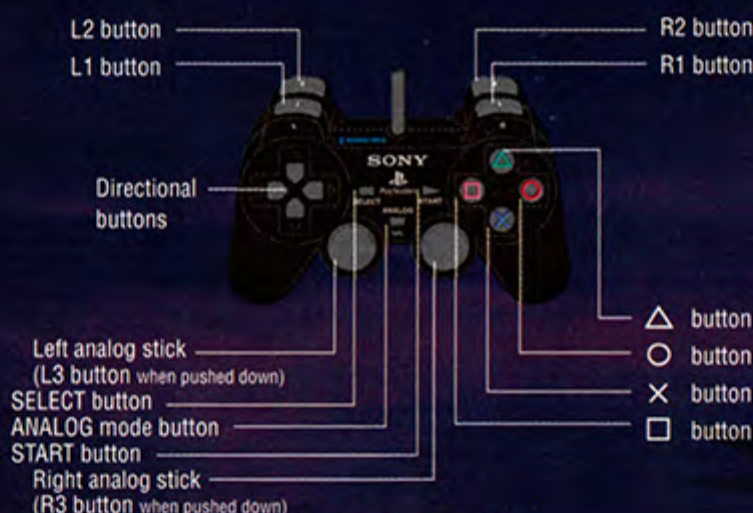 L2 button
R2 button
L1 button
R1 button
SONY
Directional
buttons
SELECT
START
ANALOG
△ button
Left analog stick
(L3 button when pushed down)
○ button
SELECT button
✕ button
ANALOG mode button
□ button
START button
Right analog stick
(R3 button when pushed down)